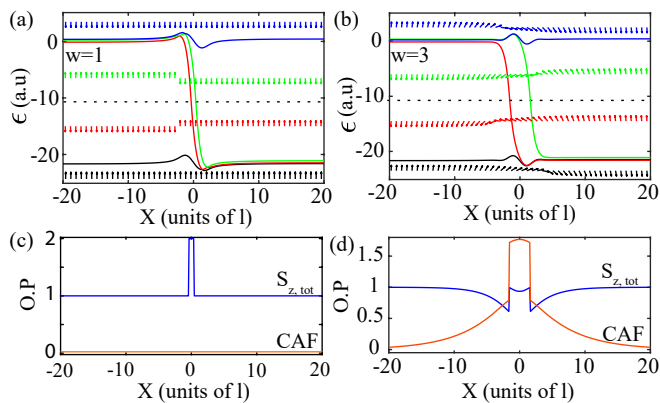 (a)
(b)
w=1
w=3
ϵ (a.u)
0
-10
-20
-20 -10 0 10 20
X (units of l)
ϵ (a.u)
0
-10
-20
-20 -10 0 10 20
X (units of l)
(c)
(d)
O.P
2
1
0
S z, tot
CAF
-20 -10 0 10 20
X (units of l)
O.P
1.5
1
0.5
0
S z, tot
CAF
-20 -10 0 10 20
X (units of l)